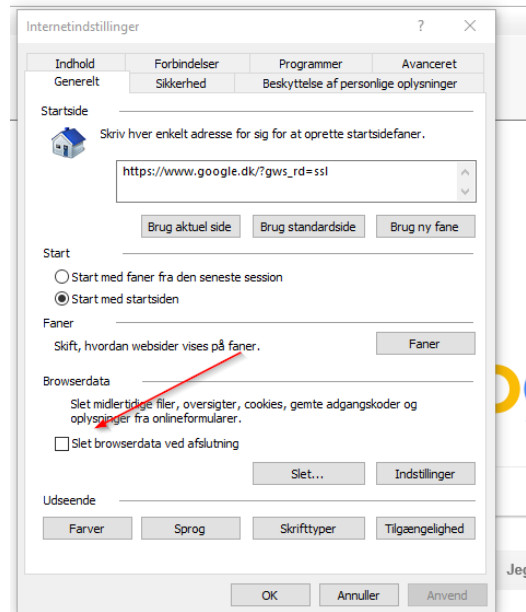 Internetindstillinger
?
Indhold Forbindelser Programmer Avanceret
Generelt Sikkerhed Beskyttelse af personlige oplysninger
Startside
Skriv hver enkelt adresse for sig for at oprette startsidefaner.
https://www.google.dk/?gws_rd=ssl
Brug aktuel side Brug standardside Brug ny fane
Start
Start med faner fra den seneste session
Start med startsiden
Faner
Skift, hvordan websider vises på faner. Faner
Browserdata
Slet midlertidige filer, oversigter, cookies, gemte adgangskoder og
oplysninger fra onlineformularer.
Slet browserdata ved afslutning
Slet... Indstillinger
Udseende
Farver Sprog Skrifttyper Tilgængelighed
Jeg
OK Annuller Anvend